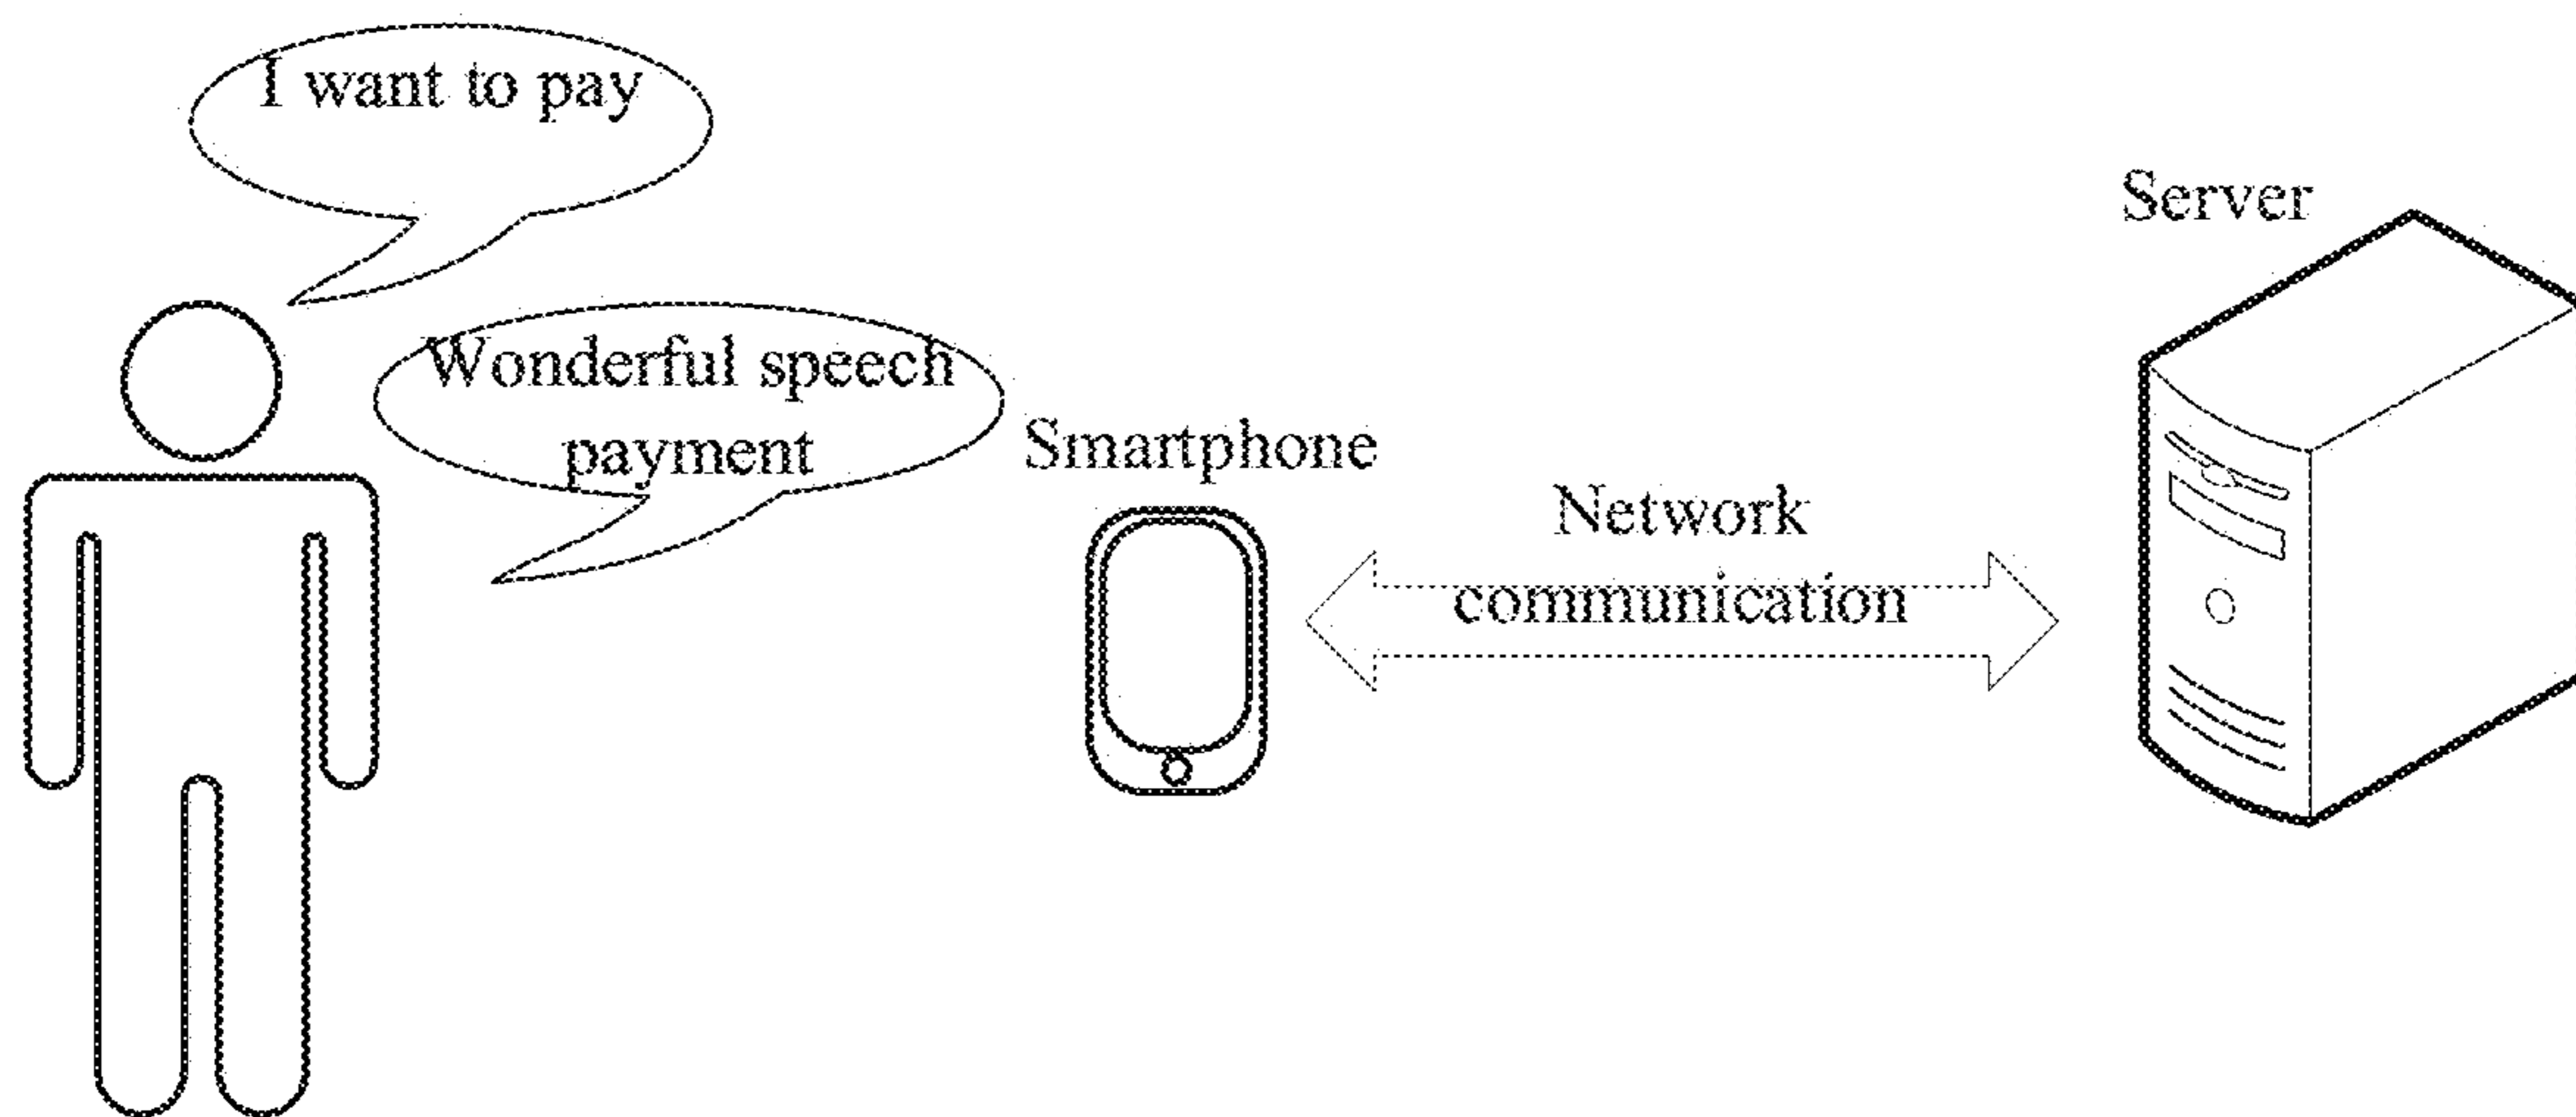 I want to pay
Wonderful speech
payment
Smartphone
Network
communication
Server